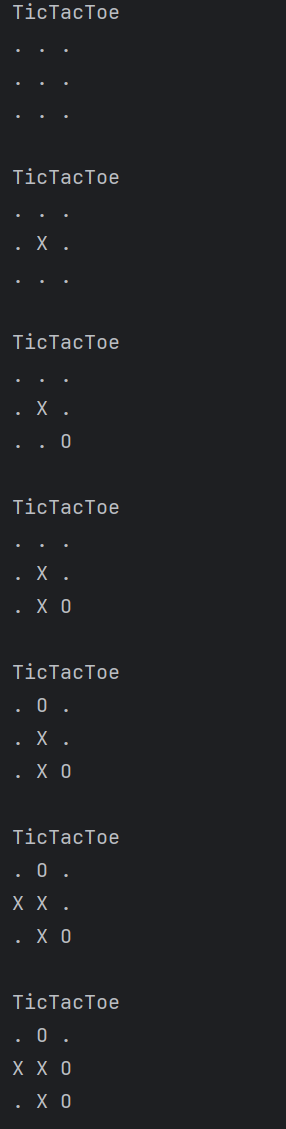 TicTacToe
. . .
. . .
. . .

TicTacToe
. . .
. X .
. . .

TicTacToe
. . .
. X .
. . O

TicTacToe
. . .
. X .
. X O

TicTacToe
. O .
. X .
. X O

TicTacToe
. O .
X X .
. X O

TicTacToe
. O .
X X O
. X O